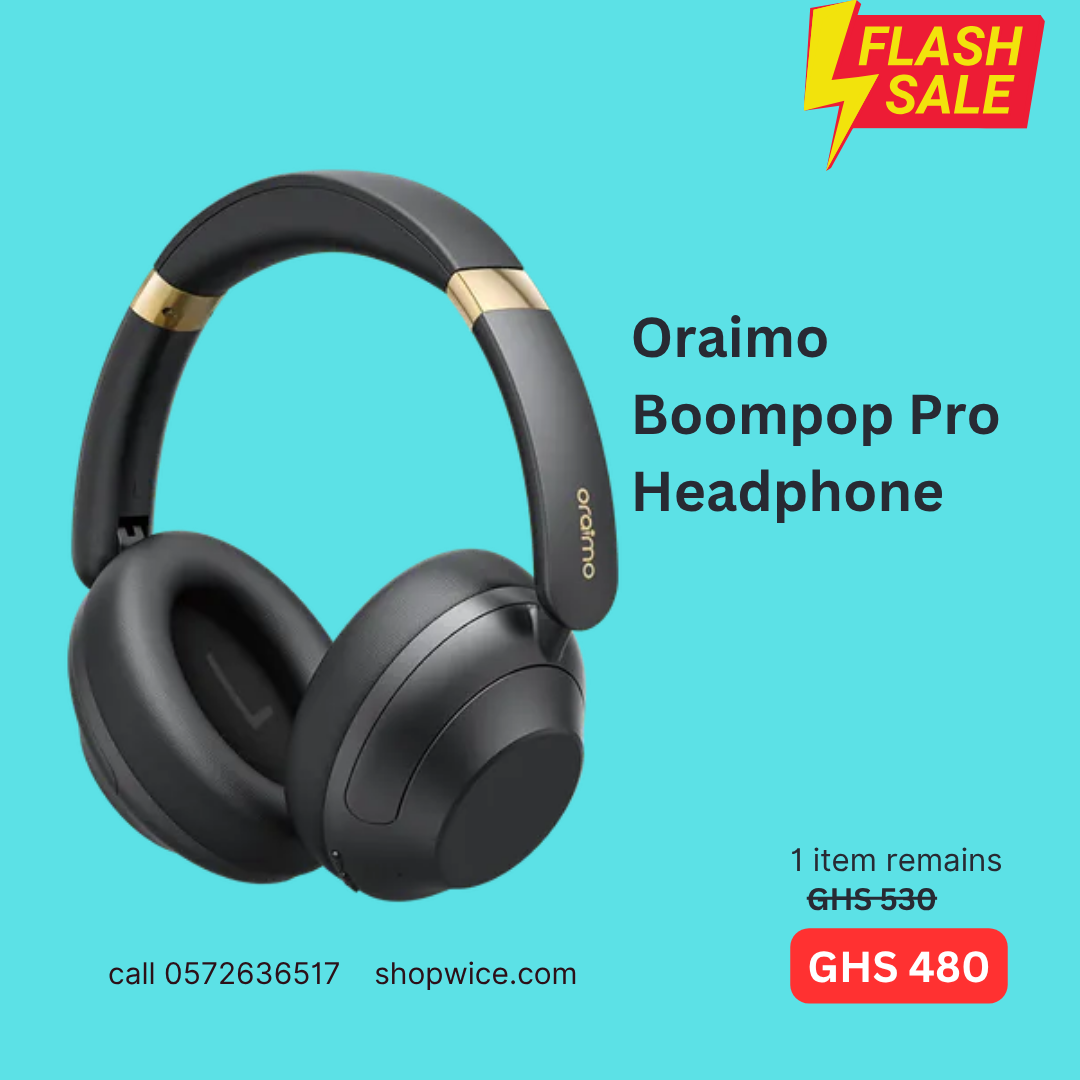 FLASH
SALE
Oraimo
Boompop Pro
Headphone
oraimo
1 item remains
GHS 530
GHS 480
call 0572636517 shopwice.com